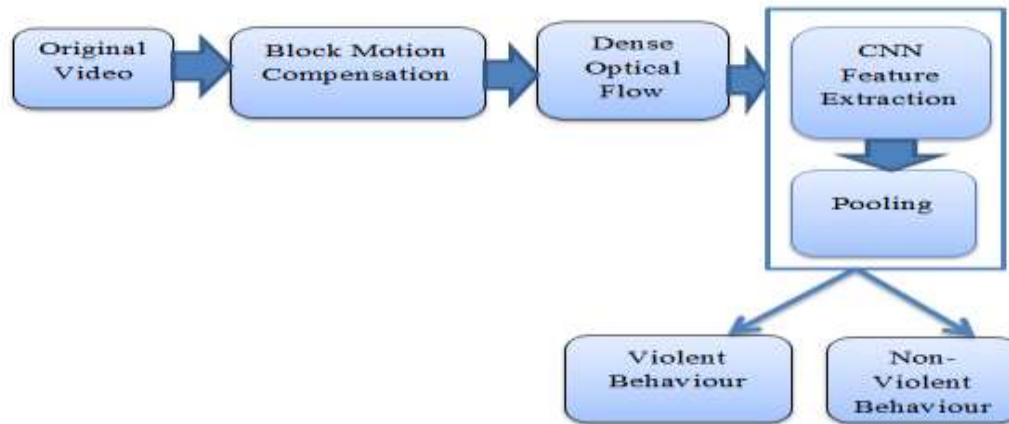 Original
Video
Block Motion
Compensation
Dense
Optical
Flow
CNN
Feature
Extraction
Pooling
Violent
Behaviour
Non-
Violent
Behaviour